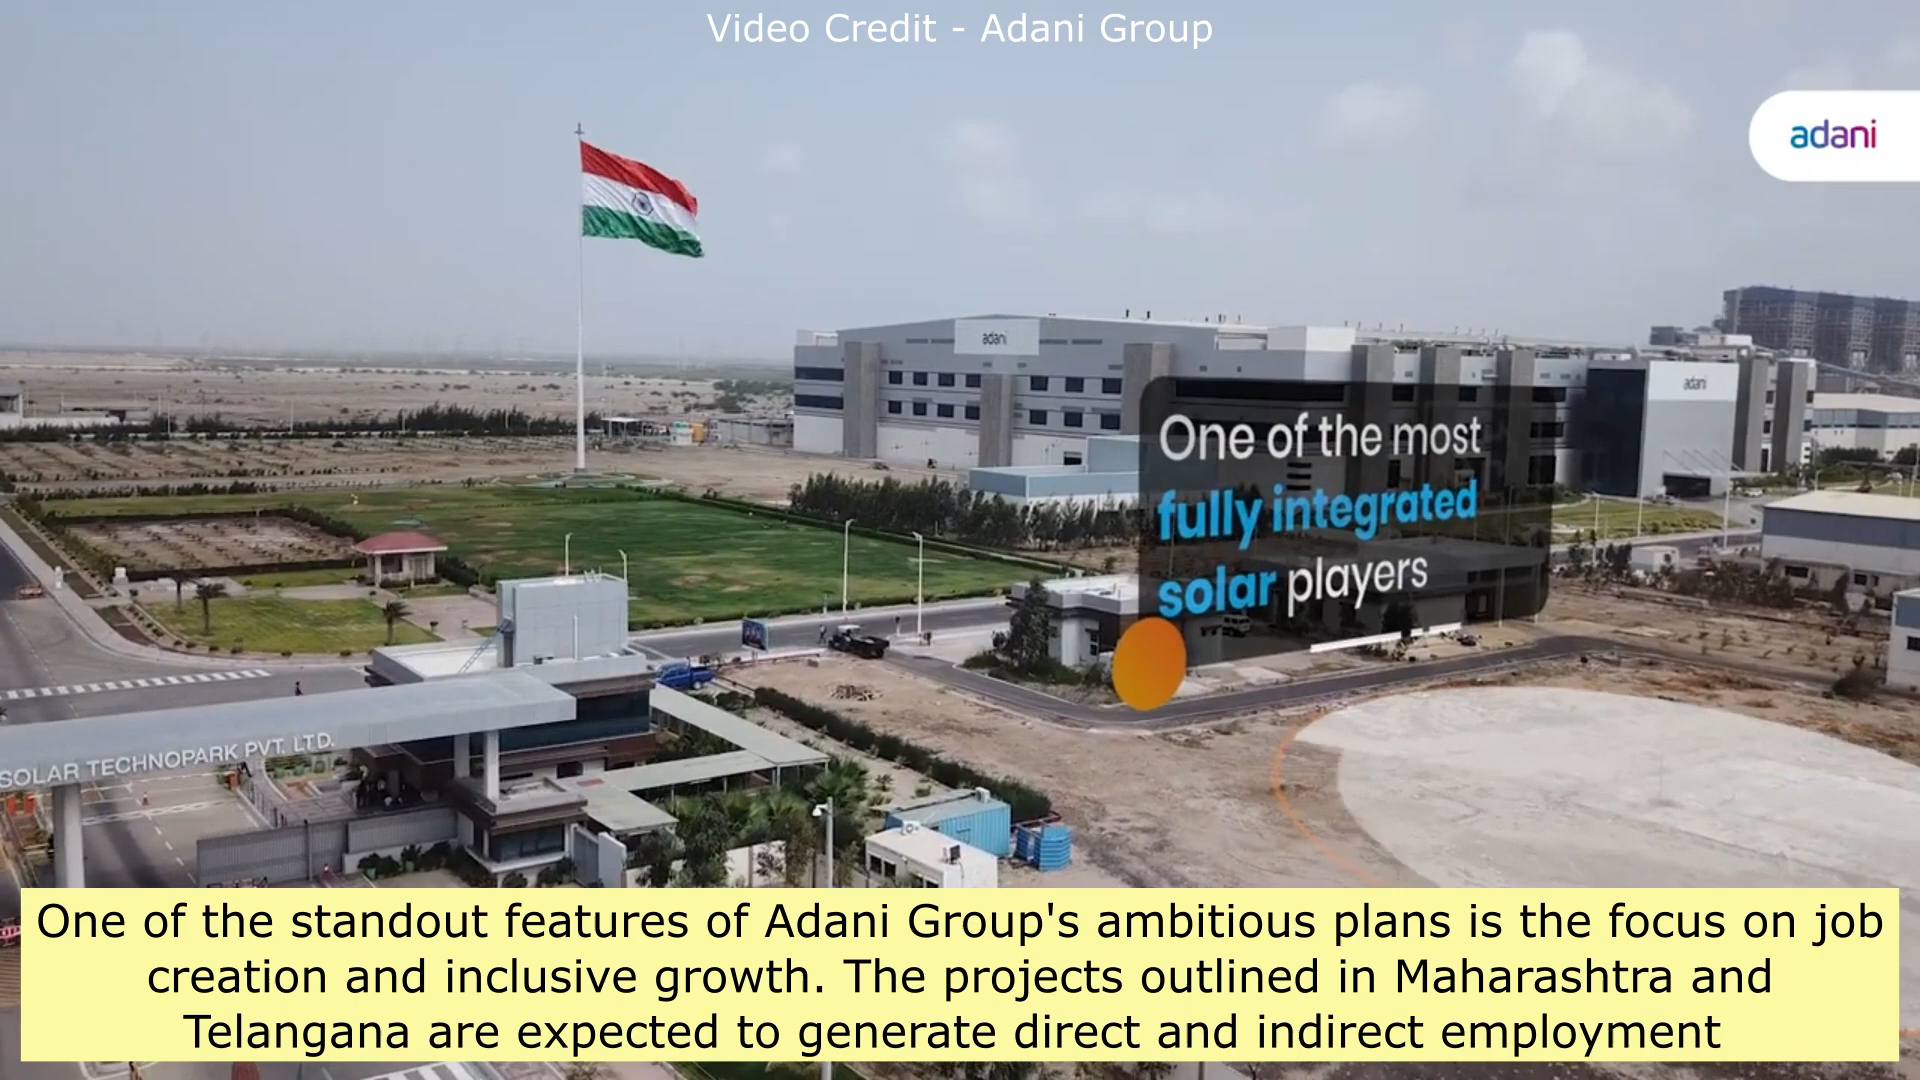 Video Credit - Adani Group
adani
adani
adani
One of the most
fully integrated
solar players
SOLAR TECHNOPARK PVT. LTD.
One of the standout features of Adani Group's ambitious plans is the focus on job
creation and inclusive growth. The projects outlined in Maharashtra and
Telangana are expected to generate direct and indirect employment